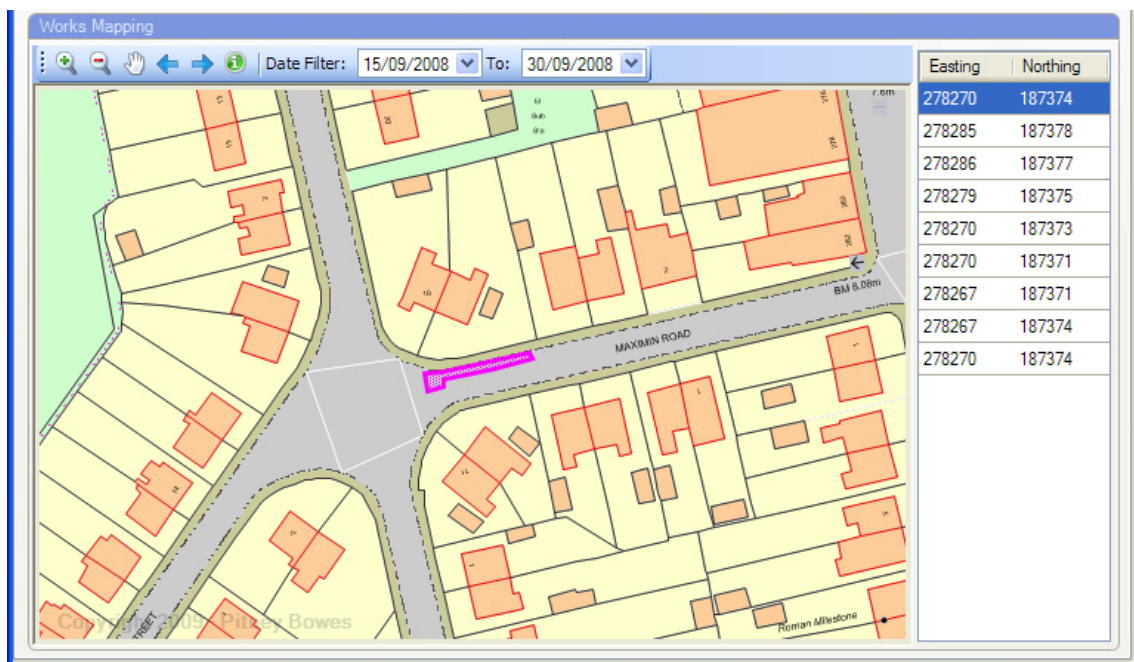 Works Mapping
Date Filter: 15/09/2008 To: 30/09/2008
Easting Northing
278270 187374
278285 187378
278286 187377
278279 187375
278270 187373
278270 187371
278267 187371
278267 187374
278270 187374
7.6m
El
Sub
Sta
BM 8.08m
MAXIMIN ROAD
Roman Milestone
STREET
Copyright 2009 - Pitney Bowes